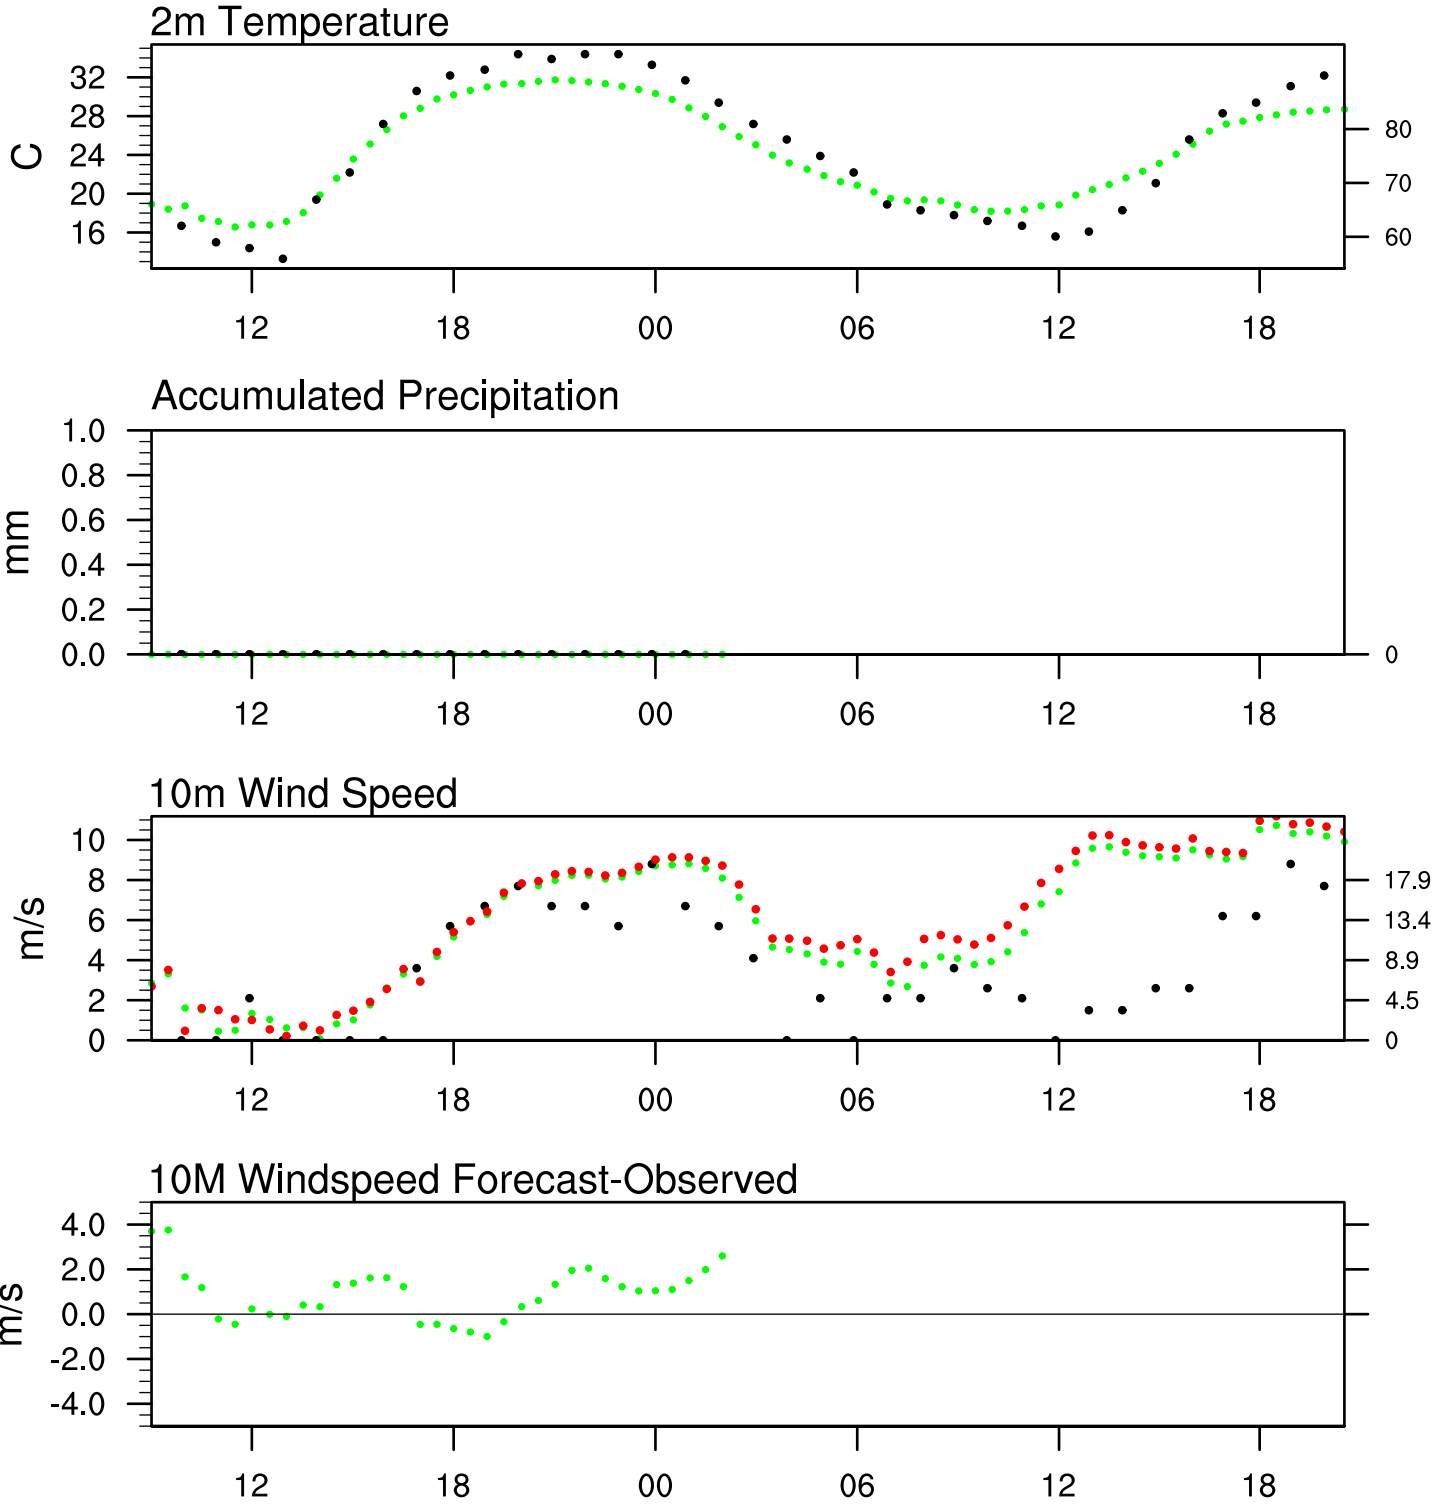 2m Temperature
C
32
28
24
20
16
80
70
60
12 18 00 06 12 18
Accumulated Precipitation
mm
1.0
0.8
0.6
0.4
0.2
0.0
0
12 18 00 06 12 18
10m Wind Speed
m/s
10
8
6
4
2
0
17.9
13.4
8.9
4.5
0
12 18 00 06 12 18
10M Windspeed Forecast-Observed
m/s
4.0
2.0
0.0
-2.0
-4.0
12 18 00 06 12 18